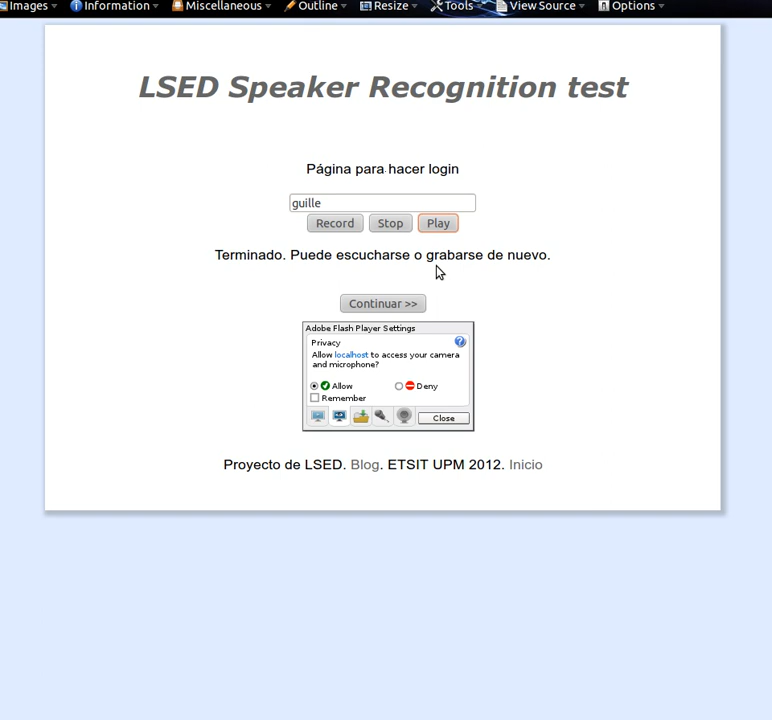 Images Information Miscellaneous Outline Resize Tools View Source Options
LSED Speaker Recognition test
Página para hacer login
guille
Record Stop Play
Terminado. Puede escucharse o grabarse de nuevo.
Continuar >>
Adobe Flash Player Settings
Privacy ?
Allow localhost to access your camera
and microphone?
Allow Deny
Remember
Close
Proyecto de LSED. Blog. ETSIT UPM 2012. Inicio